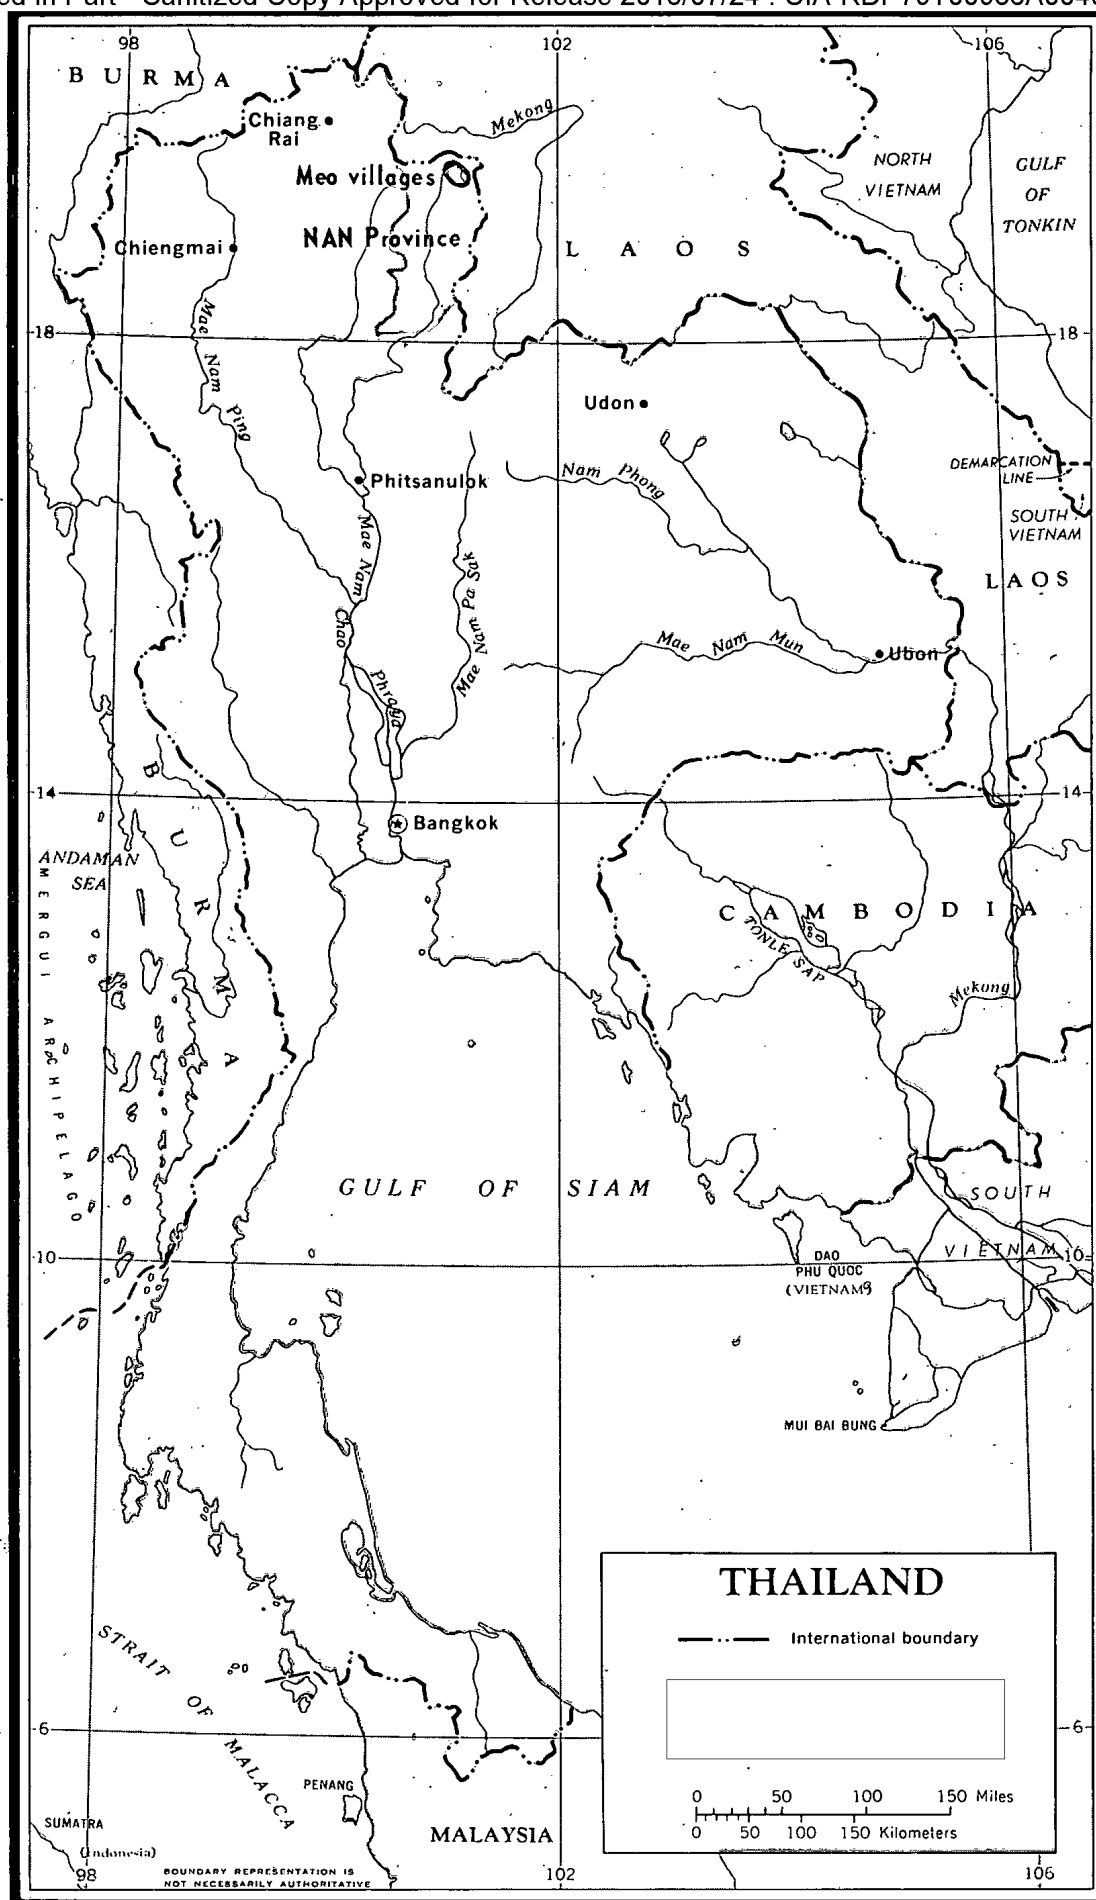 Sanitized Copy Approved for Release
98
102
106
BURMA
Chiang
Rai
Mekong
Meo villages
NORTH
VIETNAM
GULF
OF
TONKIN
NAN Province
Chiengmai
LAOS
18
18
Mae Nam Ping
Udon
Phitsanulok
Nam Phong
DEMARCATION
LINE
SOUTH
VIETNAM
Mae Nam
Mae Nam Pa Sak
LAOS
Chao
Phraya
Mae Nam Mun
Ubon
14
14
BURMA
Bangkok
ANDAMAN
SEA
MERGUI ARCHIPELAGO
CAMBODIA
TONLE SAP
Mekong
GULF OF SIAM
SOUTH
VIETNAM
10
10
DAO
PHU QUOC
(VIETNAM)
MUI BAI BUNG
STRAIT OF MALACCA
THAILAND
International boundary
6
6
PENANG
0 50 100 150 Miles
0 50 100 150 Kilometers
SUMATRA
(Indonesia)
MALAYSIA
BOUNDARY REPRESENTATION IS
NOT NECESSARILY AUTHORITATIVE
98
102
106